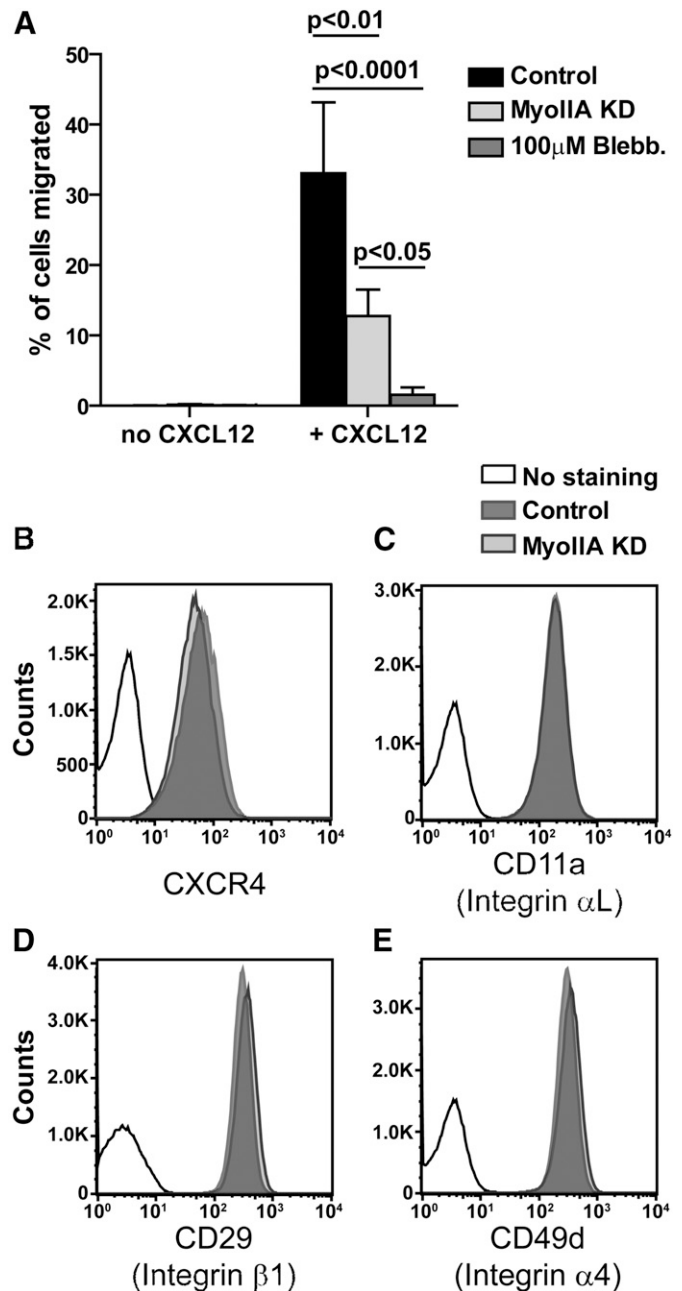 A
p<0.01
p<0.0001
p<0.05
50
40
30
20
10
0
% of cells migrated
no CXCL12
+ CXCL12
Control
MyoIIA KD
100μM Blebb.
No staining
Control
MyoIIA KD
B
2.0K
1.5K
1.0K
500
0
Counts
10⁰ 10¹ 10² 10³ 10⁴
CXCR4
C
3.0K
2.0K
1.0K
0
10⁰ 10¹ 10² 10³ 10⁴
CD11a
(Integrin αL)
D
4.0K
3.0K
2.0K
1.0K
0
Counts
10⁰ 10¹ 10² 10³ 10⁴
CD29
(Integrin β1)
E
3.0K
2.0K
1.0K
0
10⁰ 10¹ 10² 10³ 10⁴
CD49d
(Integrin α4)